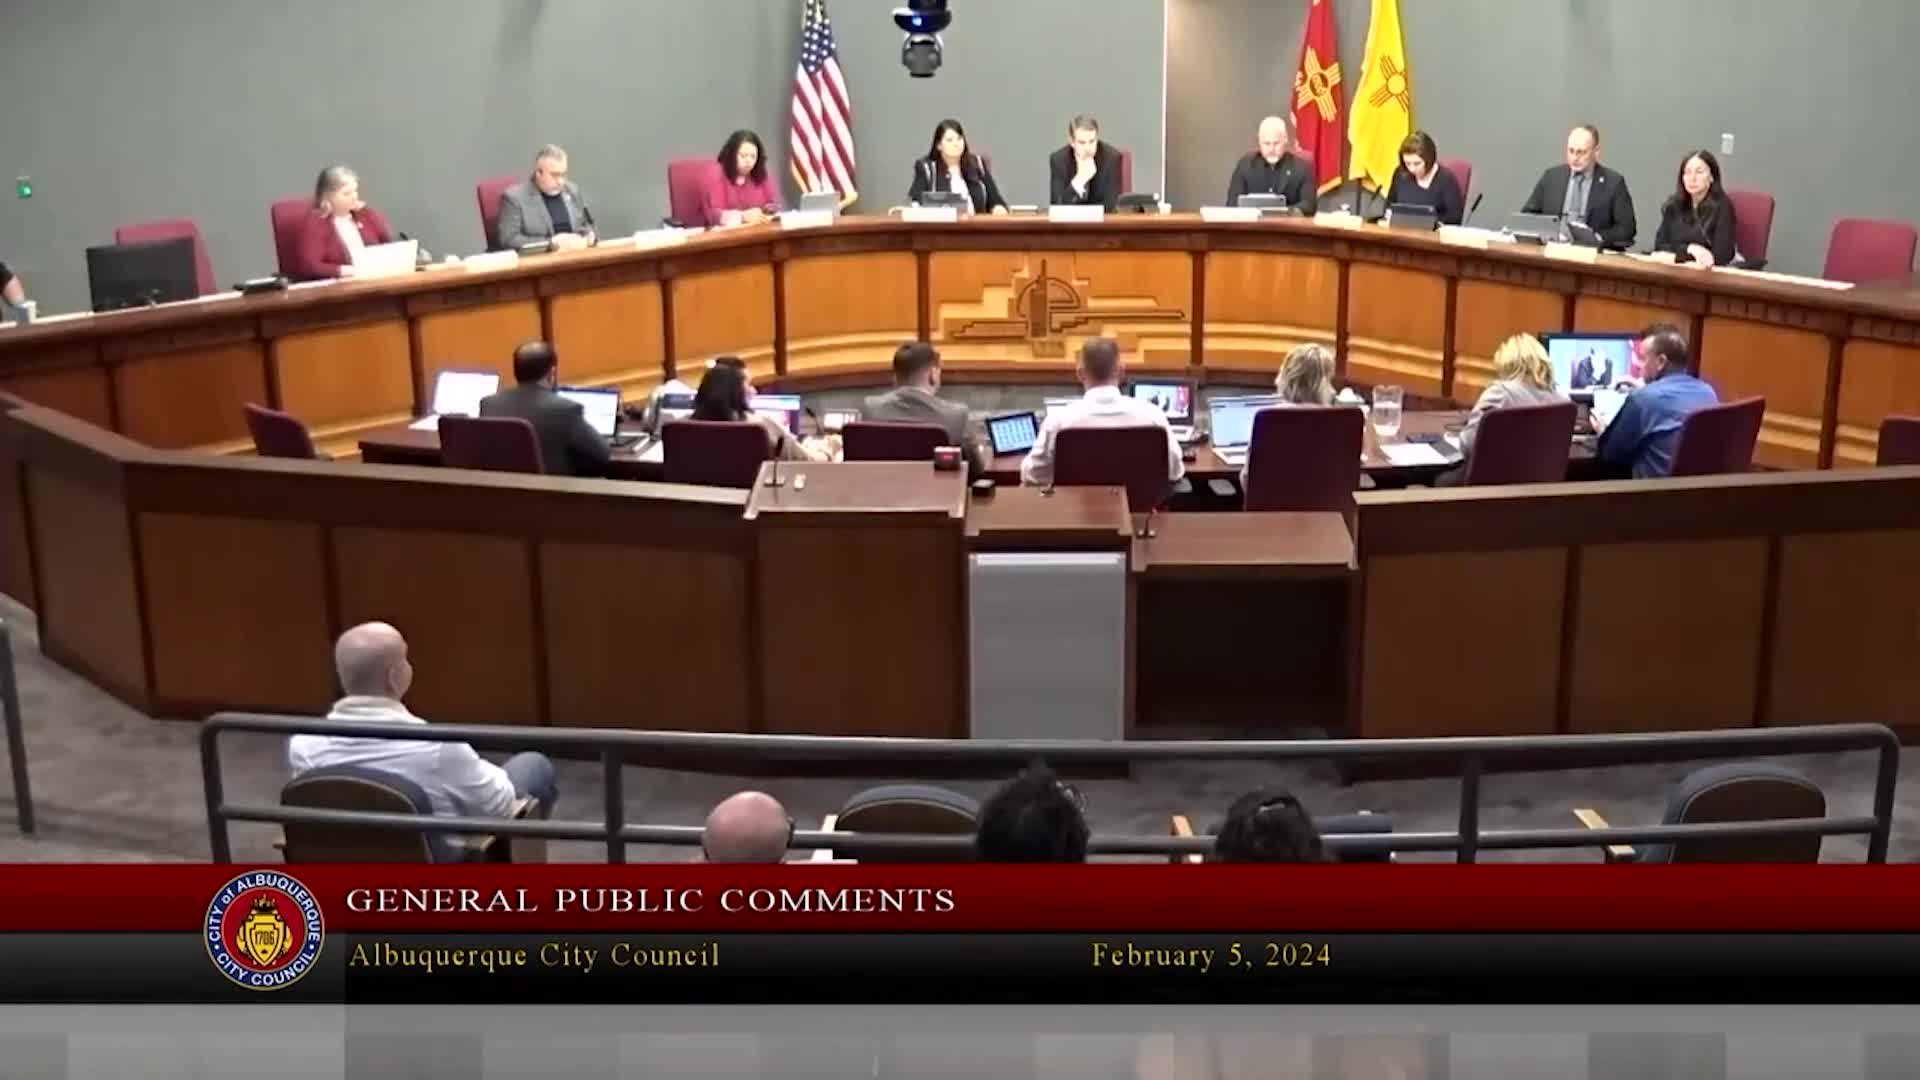 GENERAL PUBLIC COMMENTS
Albuquerque City Council
February 5, 2024
CITY of ALBUQUERQUE
1706
CITY COUNCIL